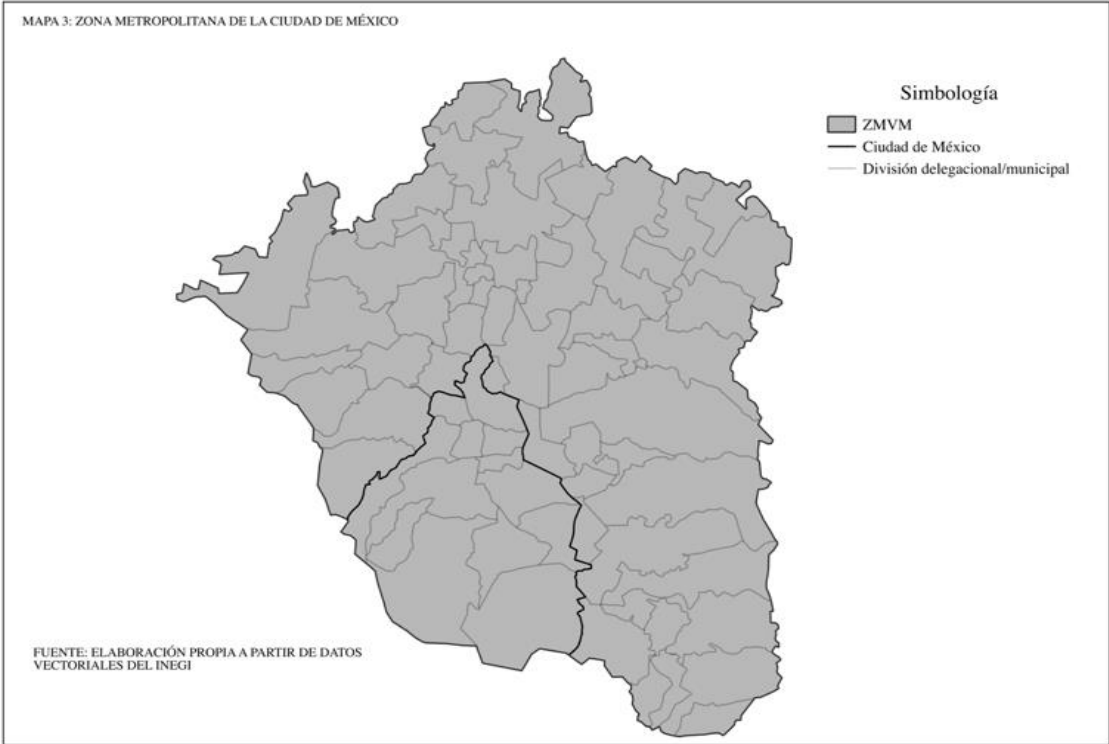 MAPA 3: ZONA METROPOLITANA DE LA CIUDAD DE MÉXICO
Simbología
ZMVM
Ciudad de México
División delegacional/municipal
FUENTE: ELABORACIÓN PROPIA A PARTIR DE DATOS
VECTORIALES DEL INEGI